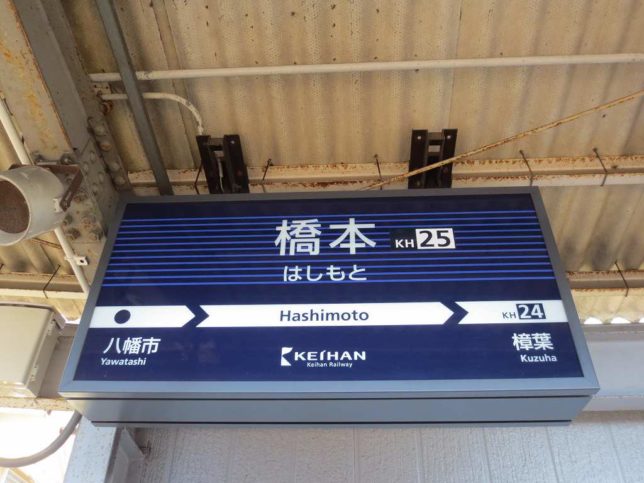 橋本 KH 25
はしもと
Hashimoto
KH 24
八幡市
Yawatashi
KEIHAN
Keihan Railway
樟葉
Kuzuha